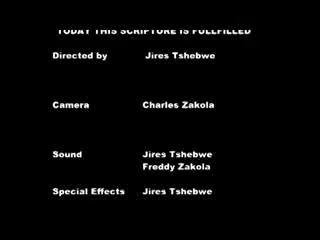 TODAY THIS SCRIPTURE IS FULLFILLED
Directed by Jires Tshebwe
Camera Charles Zakola
Sound Jires Tshebwe
Freddy Zakola
Special Effects Jires Tshebwe